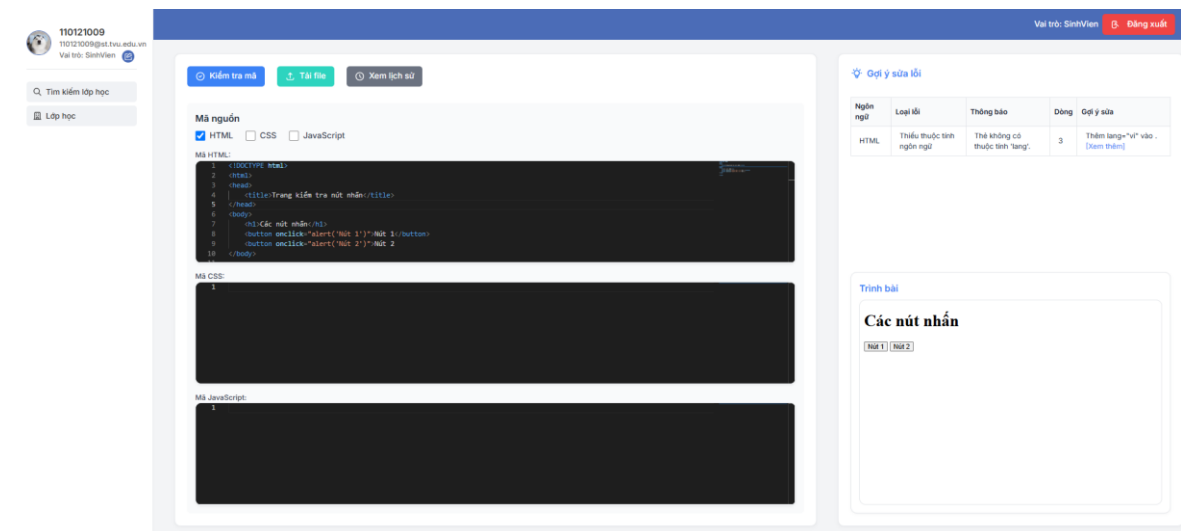 110121009
110121009@st.tvu.edu.vn
Vai trò: SinhVien
Tìm kiếm lớp học
Lớp học
Vai trò: SinhVien
Đăng xuất
Kiểm tra mã
Tải file
Xem lịch sử
Mã nguồn
HTML CSS JavaScript
Mã HTML:
1 <!DOCTYPE html>
2 <html>
3 <head>
4 <title>Trang kiểm tra nút nhấn</title>
5 </head>
6 <body>
7 <h1>Các nút nhấn</h1>
8 <button onclick="alert('Nút 1')">Nút 1</button>
9 <button onclick="alert('Nút 2')">Nút 2
10 </body>
Mã CSS:
1
Mã JavaScript:
1
Gợi ý sửa lỗi
Ngôn ngữ Loại lỗi Thông báo Dòng Gợi ý sửa
HTML Thiếu thuộc tính ngôn ngữ Thẻ không có thuộc tính 'lang'. 3 Thêm lang="vi" vào . [Xem thêm]
Trình bài
Các nút nhấn
Nút 1 Nút 2